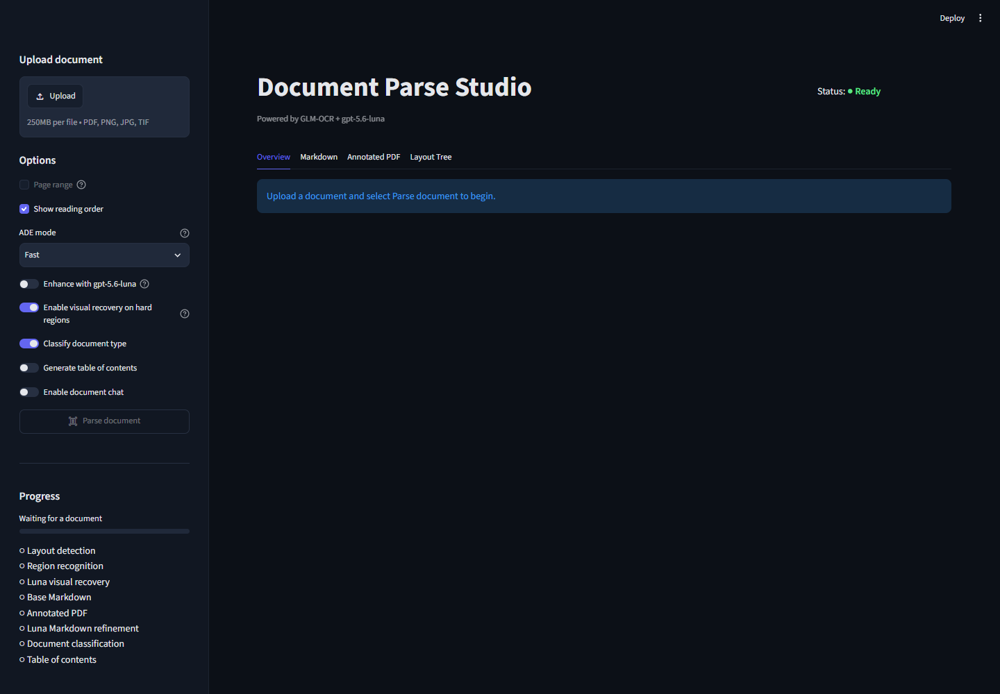 Deploy
Upload document
Upload
250MB per file • PDF, PNG, JPG, TIF
Options
Page range
Show reading order
ADE mode
Fast
Enhance with gpt-5.6-luna
Enable visual recovery on hard
regions
Classify document type
Generate table of contents
Enable document chat
Parse document
Progress
Waiting for a document
Layout detection
Region recognition
Luna visual recovery
Base Markdown
Annotated PDF
Luna Markdown refinement
Document classification
Table of contents
Document Parse Studio
Status: ● Ready
Powered by GLM-OCR + gpt-5.6-luna
Overview Markdown Annotated PDF Layout Tree
Upload a document and select Parse document to begin.